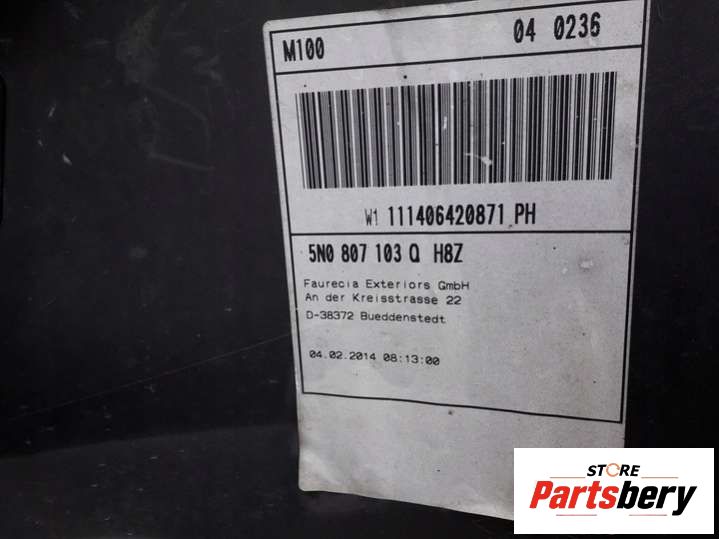 M100 04 0236
W1 111406420871 PH
5N0 807 103 Q H8Z
Faurecia Exteriors GmbH
An der Kreisstrasse 22
D-38372 Bueddenstedt
04.02.2014 08:13:00
STORE
Partsbery